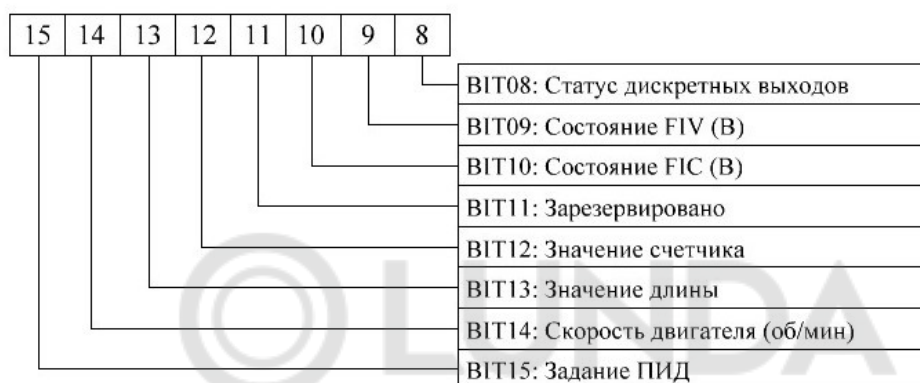 15 14 13 12 11 10 9 8
BIT08: Статус дискретных выходов
BIT09: Состояние FIV (В)
BIT10: Состояние FIC (В)
BIT11: Зарезервировано
BIT12: Значение счетчика
BIT13: Значение длины
BIT14: Скорость двигателя (об/мин)
BIT15: Задание ПИД
LUNDA